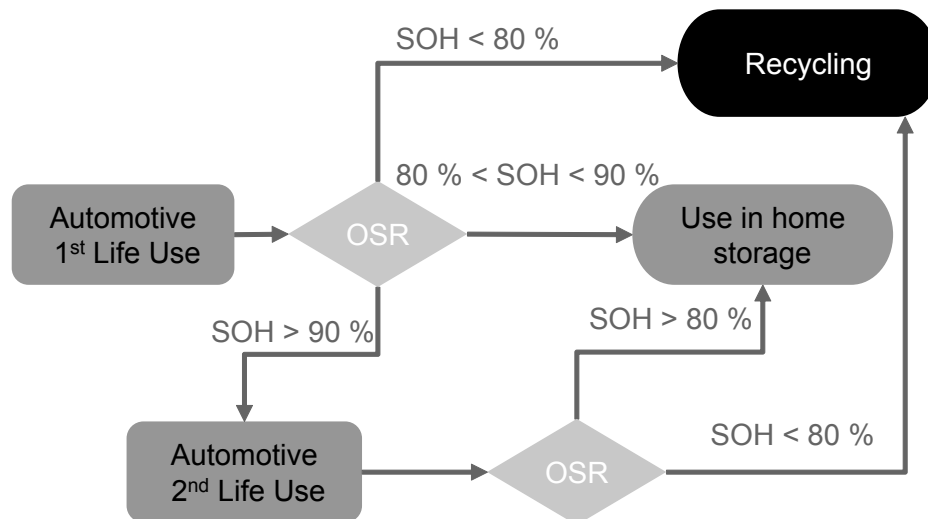 SOH < 80 %
Recycling
80 % < SOH < 90 %
Automotive
1st Life Use
OSR
Use in home
storage
SOH > 90 %
SOH > 80 %
SOH < 80 %
Automotive
2nd Life Use
OSR